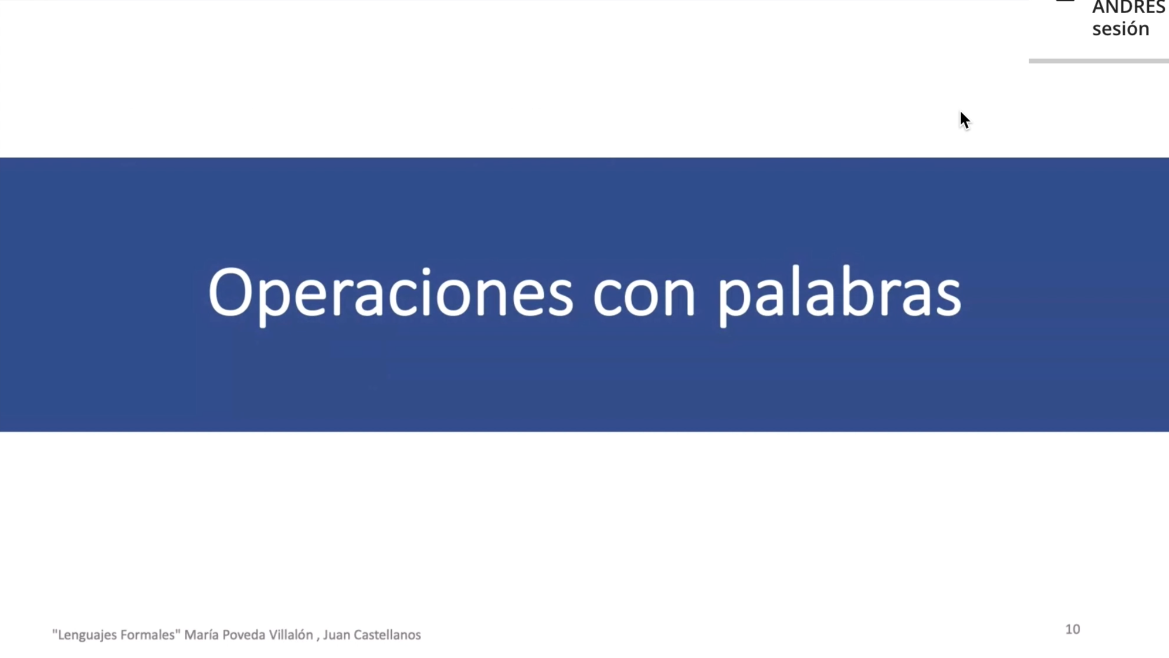 ANDRES
sesión
Operaciones con palabras
"Lenguajes Formales" María Poveda Villalón , Juan Castellanos
10